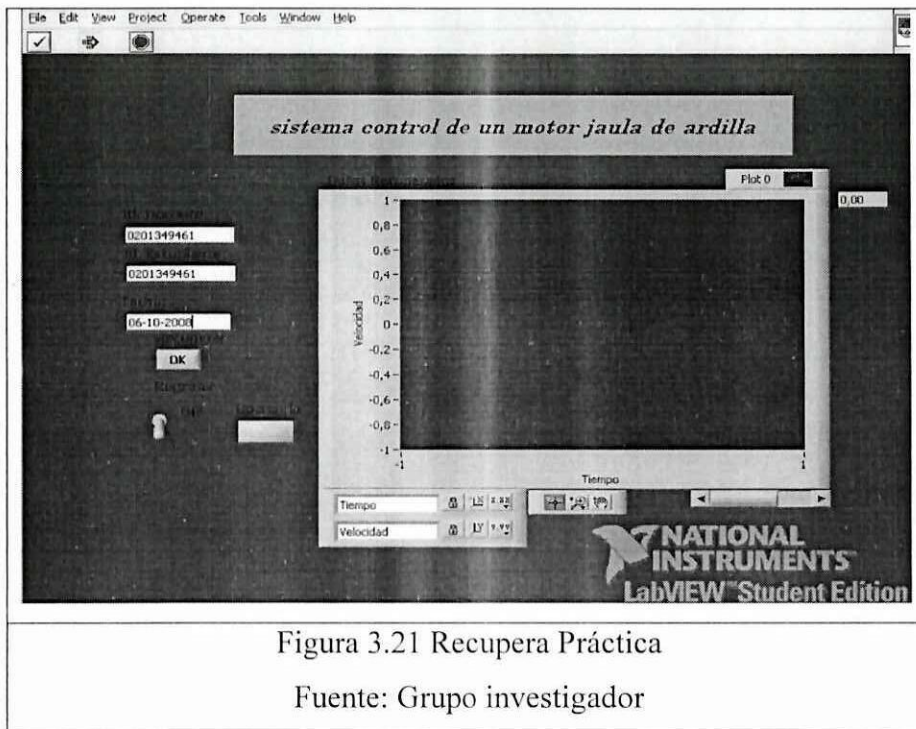 File Edit View Project Operate Tools Window Help
sistema control de un motor jaula de ardilla
Plot 0
0,00
0201349461
0201349461
06-10-2008
OK
Regresar
1
0,8
0,6
0,4
0,2
0
-0,2
-0,4
-0,6
-0,8
-1
-1
1
Velocidad
Tiempo
Tiempo
Velocidad
NATIONAL
INSTRUMENTS
LabVIEW Student Edition
Figura 3.21 Recupera Práctica
Fuente: Grupo investigador